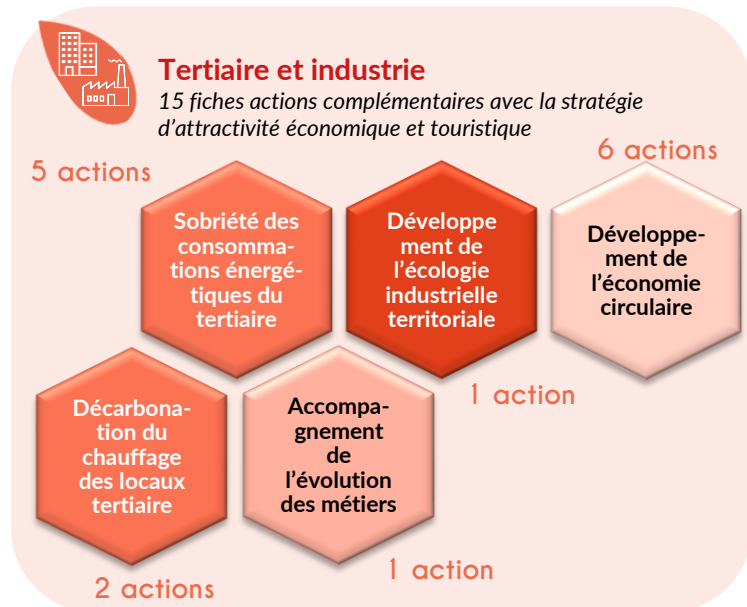 Tertiaire et industrie
15 fiches actions complémentaires avec la stratégie
d'attractivité économique et touristique
5 actions
Sobriété des
consomma-
tions énergé-
tiques du
tertiaire
Développe
ment de
l'écologie
industrielle
territoriale
1 action
6 actions
Développe-
ment de
l'économie
circulaire
Décarbona-
tion du
chauffage
des locaux
tertiaire
2 actions
Accompa-
gnement
de
l'évolution
des métiers
1 action